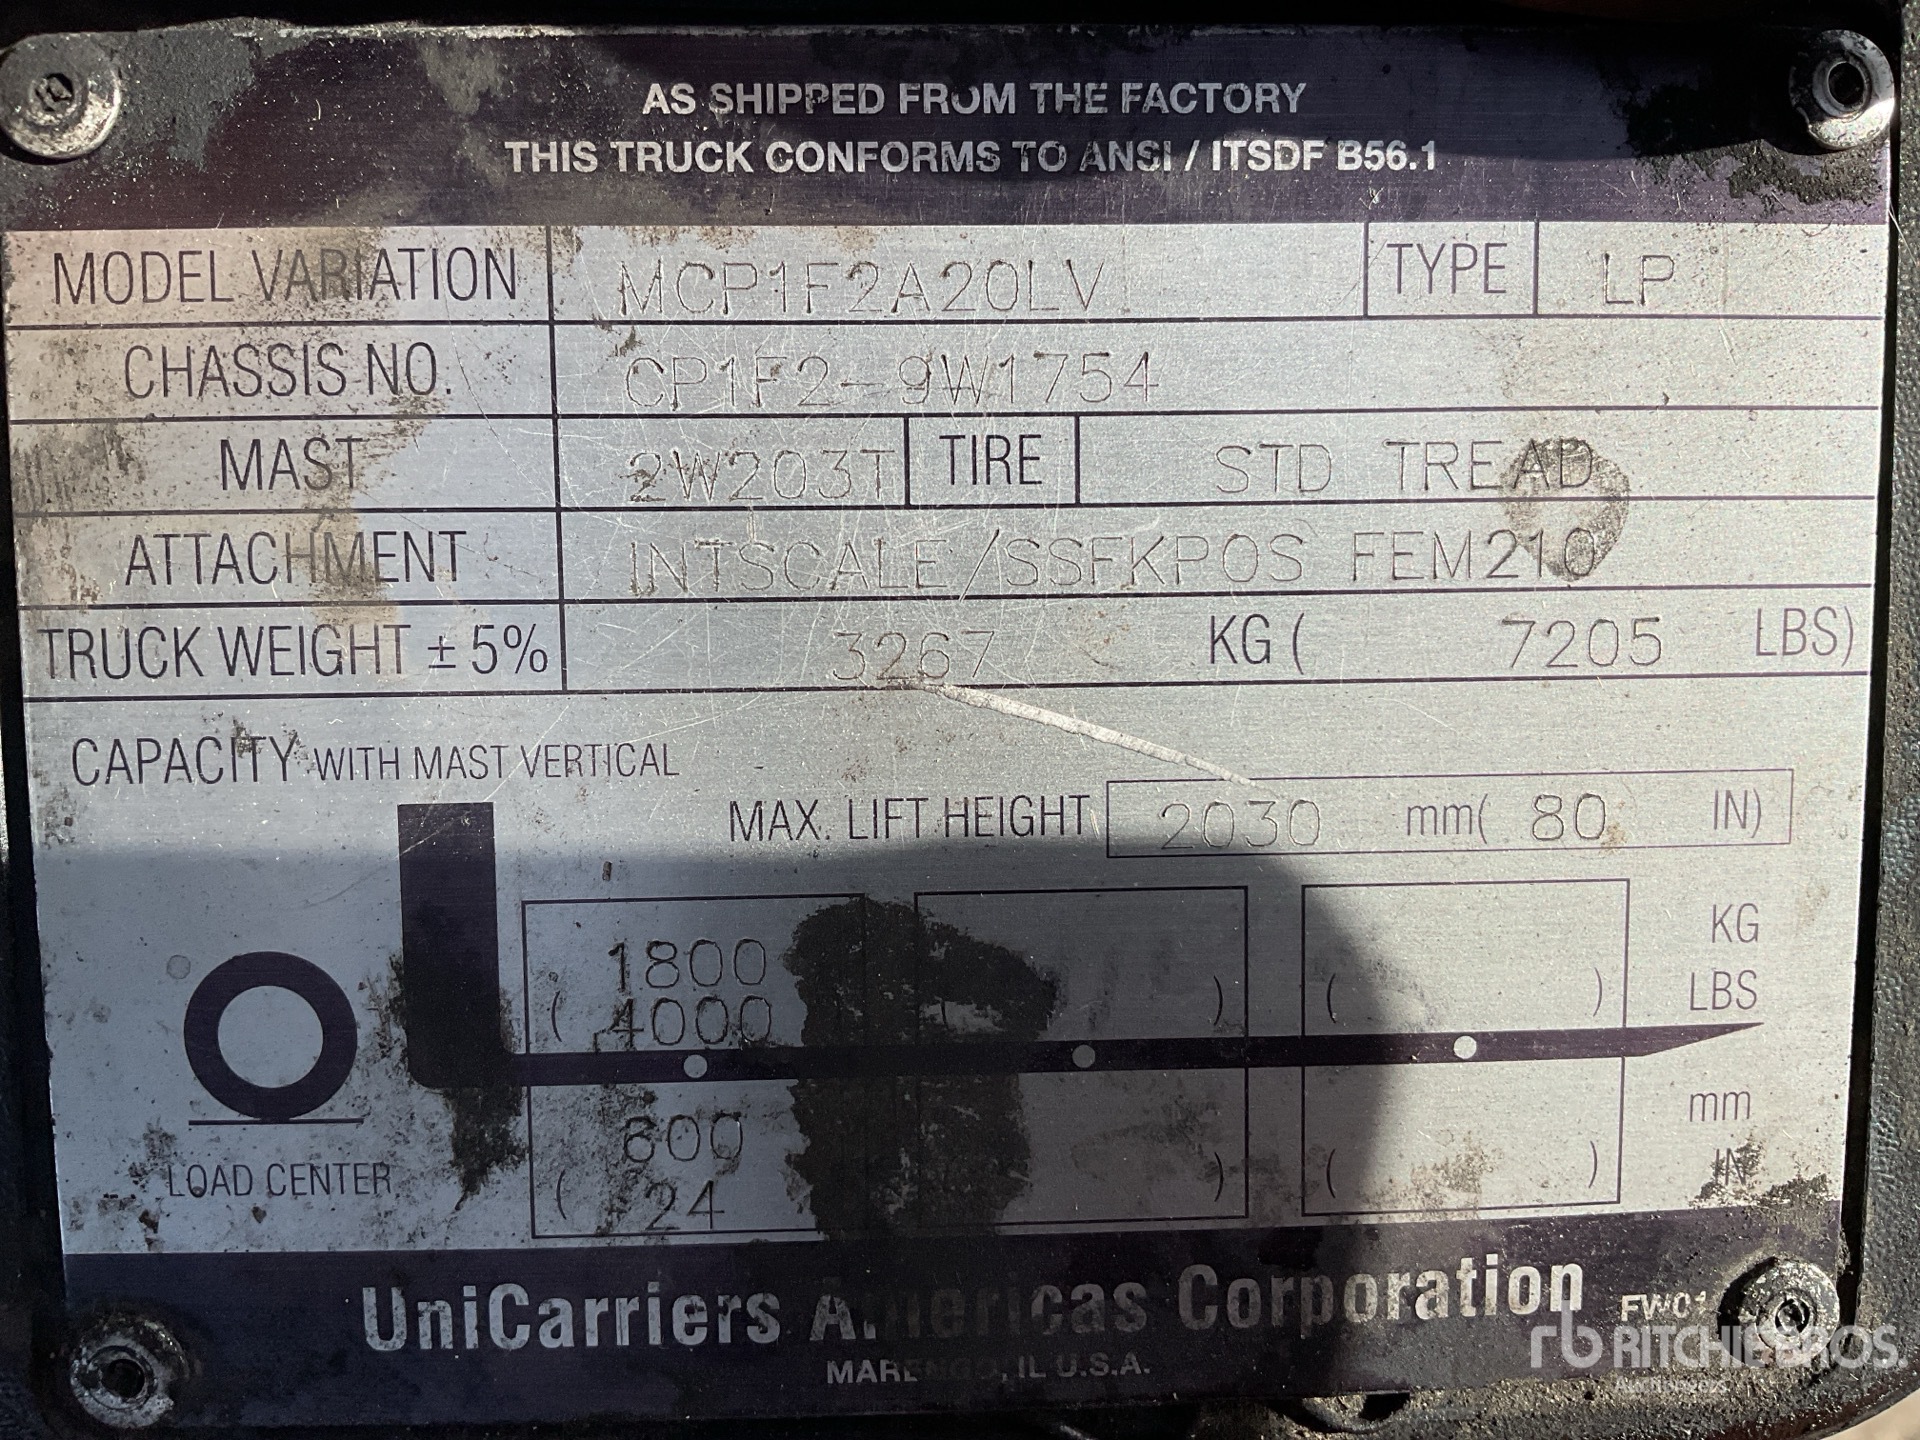 AS SHIPPED FROM THE FACTORY
THIS TRUCK CONFORMS TO ANSI / ITSDF B56.1
MODEL VARIATION MCP1F2A20LV TYPE LP
CHASSIS NO. CP1F2-9W1754
MAST 2W203T TIRE STD TREAD
ATTACHMENT INTSCALE/SSFKPOS FEM210
TRUCK WEIGHT ± 5% 3267 KG ( 7205 LBS)
CAPACITY WITH MAST VERTICAL
MAX. LIFT HEIGHT 2030 mm( 80 IN)
1800 KG
( 4000 ) ( ) ( ) LBS
600 mm
( 24 ) ( ) ( ) IN
LOAD CENTER
UniCarriers Americas Corporation
MARENGO, IL U.S.A.
rb RITCHIE BROS.
Auctioneers